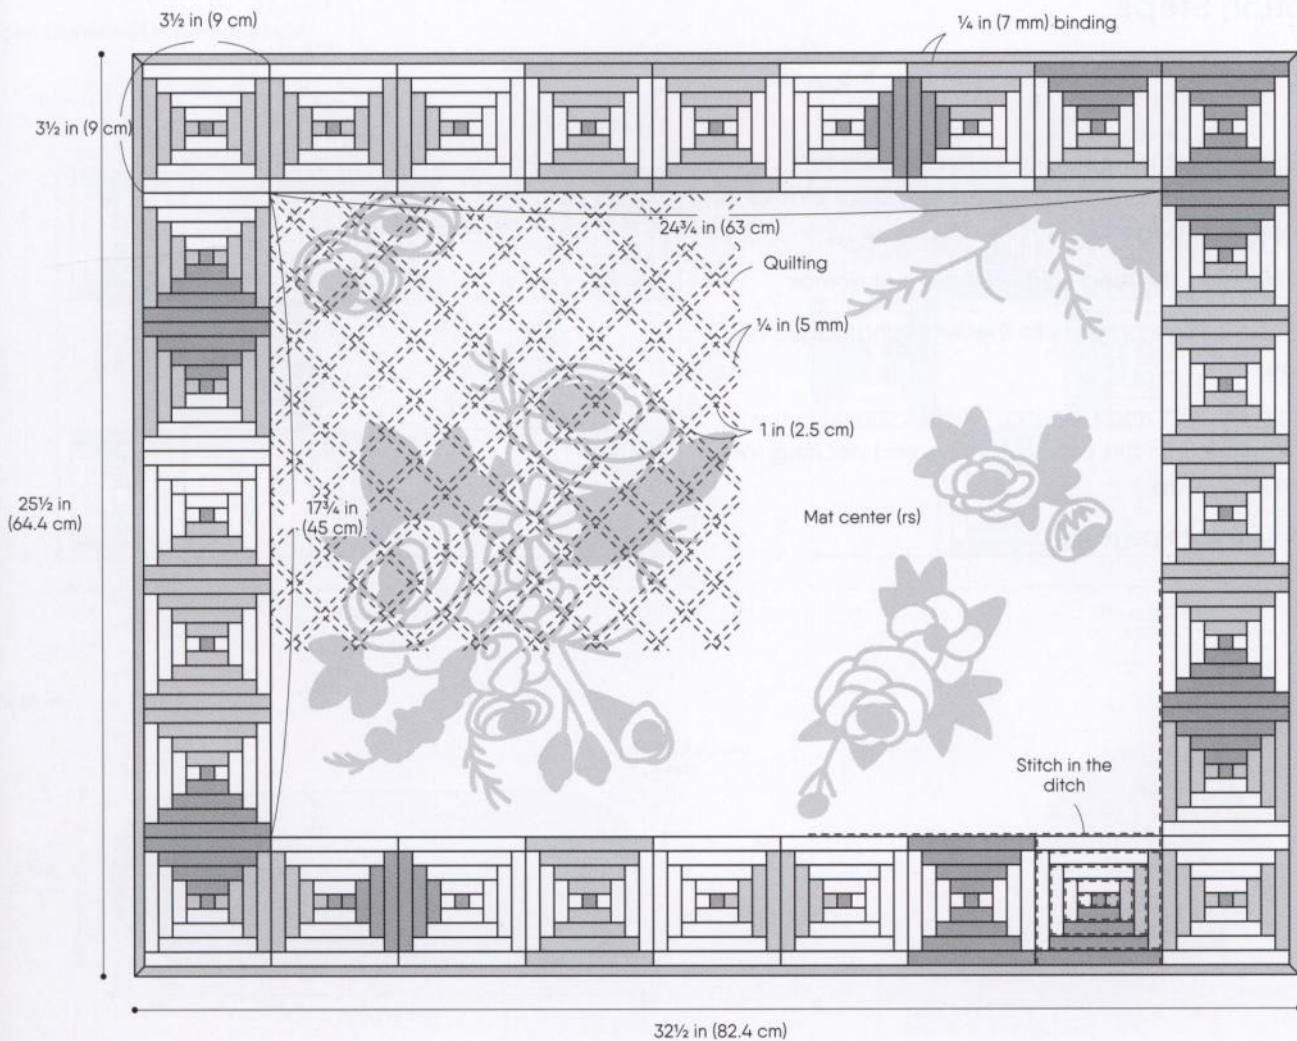 ction Steps
3½ in (9 cm)
¼ in (7 mm) binding
3½ in (9 cm)
24¾ in (63 cm)
Quilting
¼ in (5 mm)
1 in (2.5 cm)
25½ in
(64.4 cm)
17¾ in
(45 cm)
Mat center (rs)
Stitch in the
ditch
32½ in (82.4 cm)